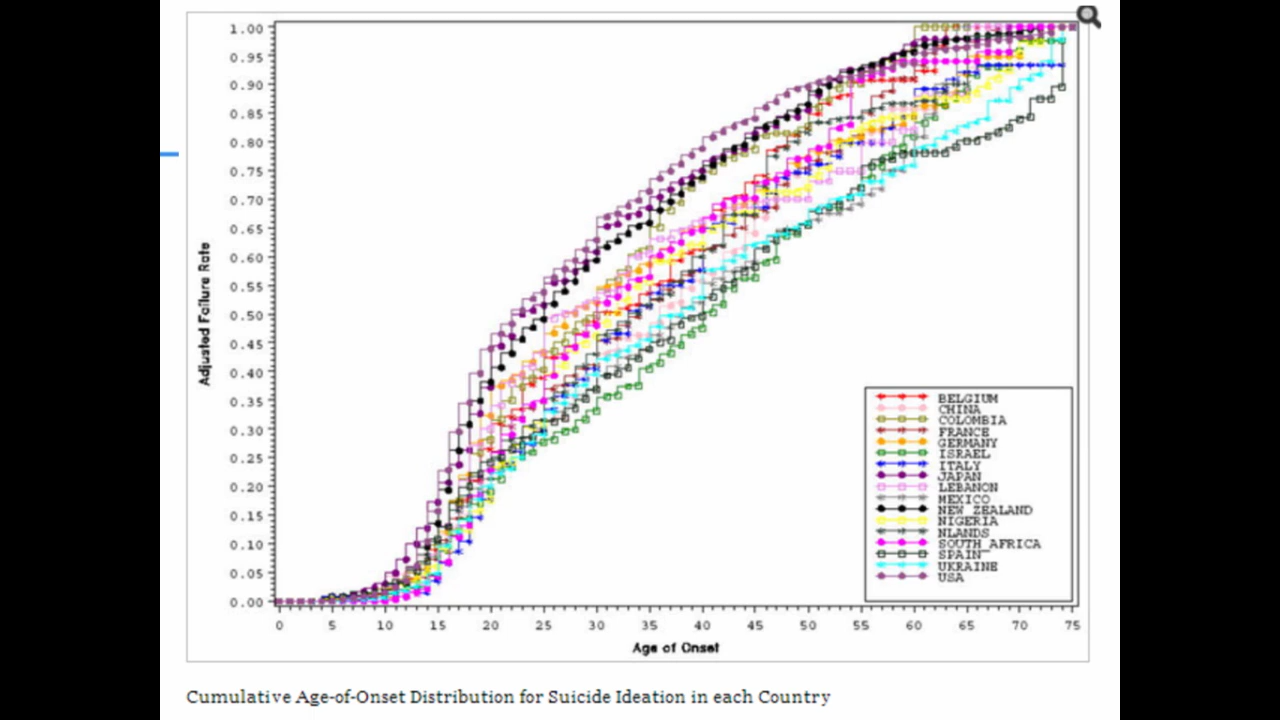 1.00
0.95
0.90
0.85
0.80
0.75
0.70
0.65
0.60
0.55
0.50
0.45
0.40
0.35
0.30
0.25
0.20
0.15
0.10
0.05
0.00
Adjusted Failure Rate
0 5 10 15 20 25 30 35 40 45 50 55 60 65 70 75
Age of Onset
BELGIUM
CHINA
COLOMBIA
FRANCE
GERMANY
ISRAEL
ITALY
JAPAN
LEBANON
MEXICO
NEW ZEALAND
NIGERIA
NLANDS
SOUTH_AFRICA
SPAIN
UKRAINE
USA
Cumulative Age-of-Onset Distribution for Suicide Ideation in each Country